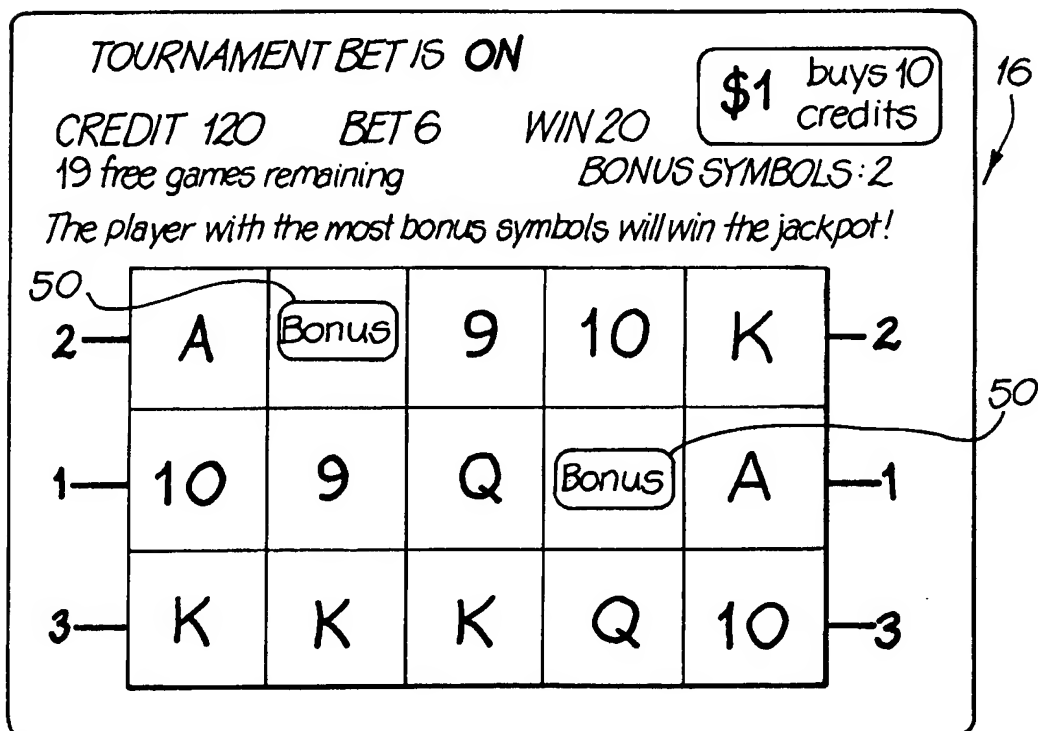 TOURNAMENT BET IS ON
$1 buys 10 credits
16
CREDIT 120 BET 6 WIN 20
19 free games remaining BONUS SYMBOLS: 2
The player with the most bonus symbols will win the jackpot!
50
2 A Bonus 9 10 K 2
50
1 10 9 Q Bonus A 1
3 K K K Q 10 3